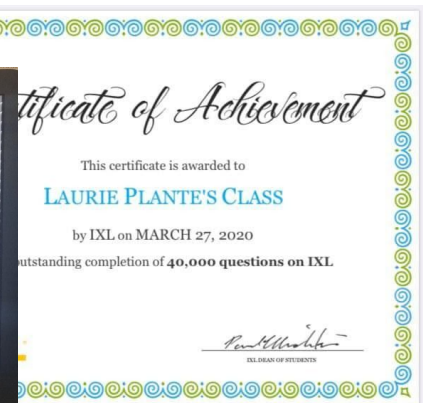 tificate of Achievement
This certificate is awarded to
LAURIE PLANTE'S CLASS
by IXL on MARCH 27, 2020
outstanding completion of 40,000 questions on IXL
IXL DEAN OF STUDENTS